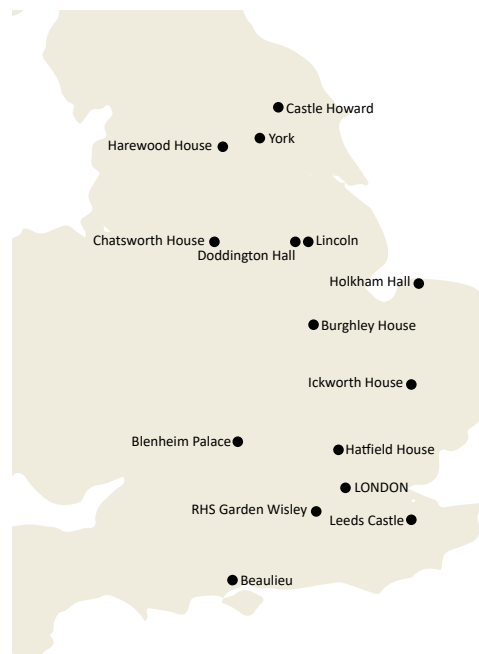 Castle Howard
York
Harewood House
Chatsworth House
Lincoln
Doddington Hall
Holkham Hall
Burghley House
Ickworth House
Blenheim Palace
Hatfield House
LONDON
RHS Garden Wisley
Leeds Castle
Beaulieu